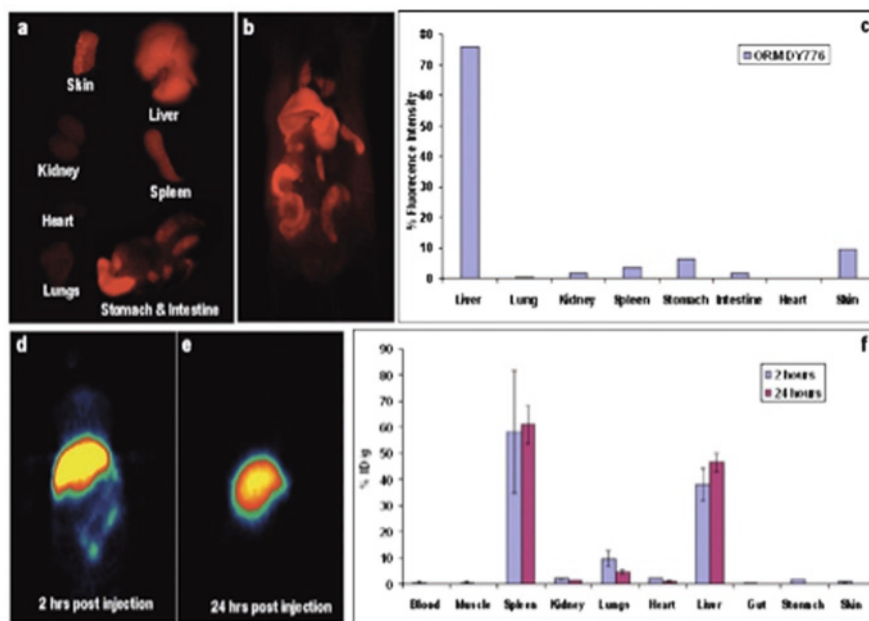 a
Skin
Liver
Kidney
Spleen
Heart
Lungs
Stomach & Intestine
b
c
80
70
60
50
40
30
20
10
0
% Fluorecence Intensity
ORMDY776
Liver Lung Kidney Spleen Stomach Intestine Heart Skin
d
2 hrs post injection
e
24 hrs post injection
f
90
80
70
60
50
40
30
20
10
0
2 hours
24 hours
Blood Muscle Spleen Kidney Lungs Heart Liver Gut Stomach Skin